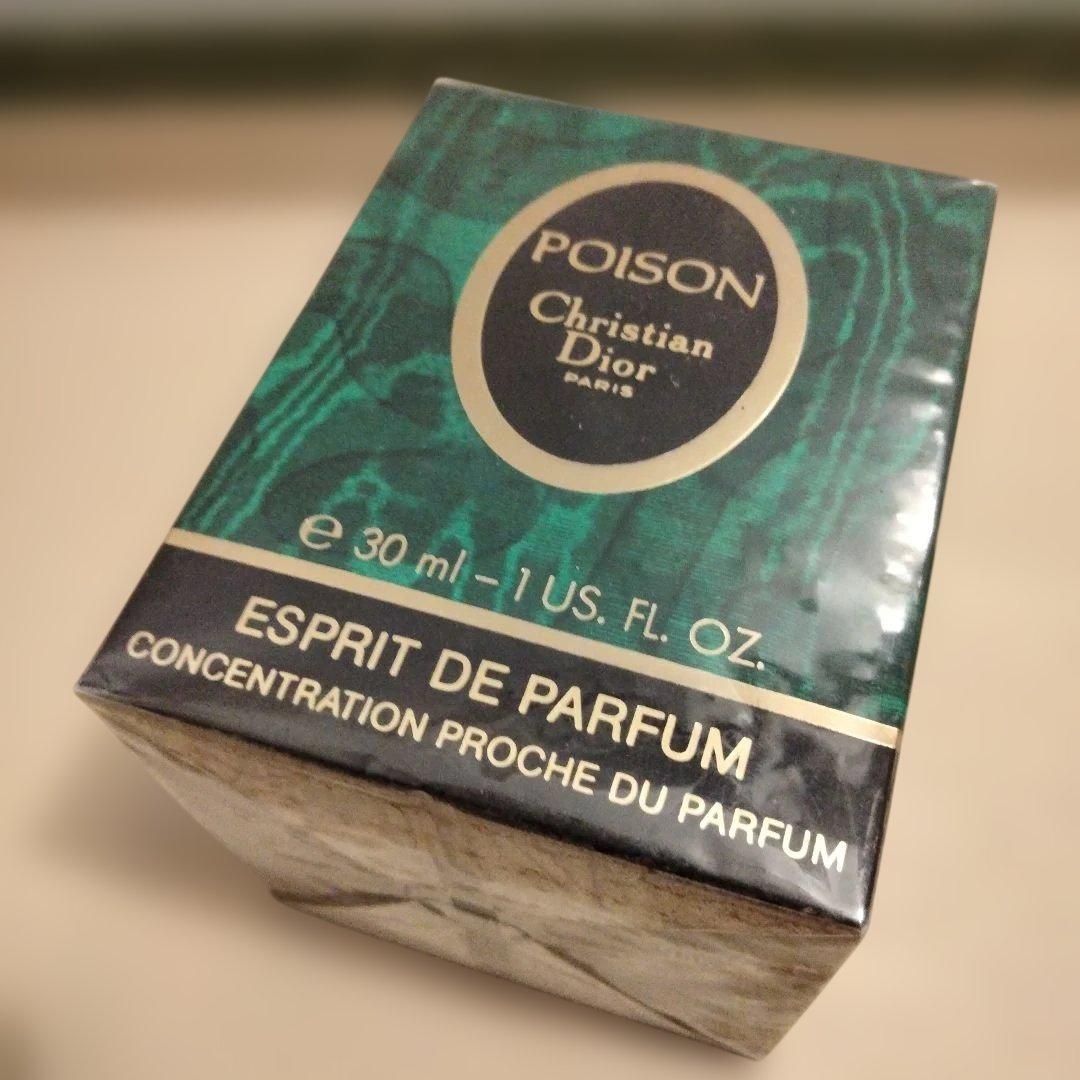 POISON
Christian
Dior
PARIS
℮ 30 ml – 1 US. FL. OZ.
ESPRIT DE PARFUM
CONCENTRATION PROCHE DU PARFUM